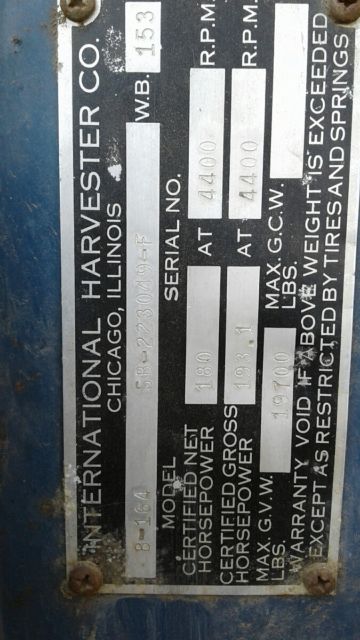 INTERNATIONAL HARVESTER CO.
CHICAGO, ILLINOIS
B-164 SB-223049-F W.B. 153
MODEL SERIAL NO.
CERTIFIED NET HORSEPOWER 180 AT 4400 R.P.M.
CERTIFIED GROSS HORSEPOWER 193.1 AT 4400 R.P.M.
MAX. G.V.W. LBS. 19700 MAX. G.C.W. LBS.
WARRANTY VOID IF ABOVE WEIGHT IS EXCEEDED
EXCEPT AS RESTRICTED BY TIRES AND SPRINGS